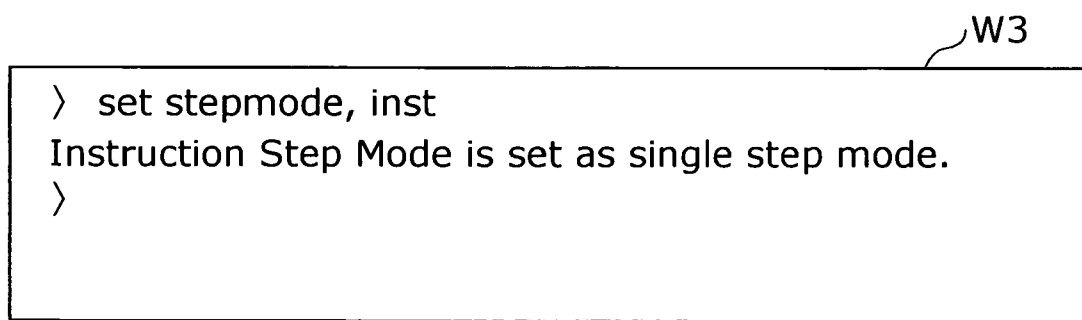 W3
〉 set stepmode, inst
Instruction Step Mode is set as single step mode.
〉